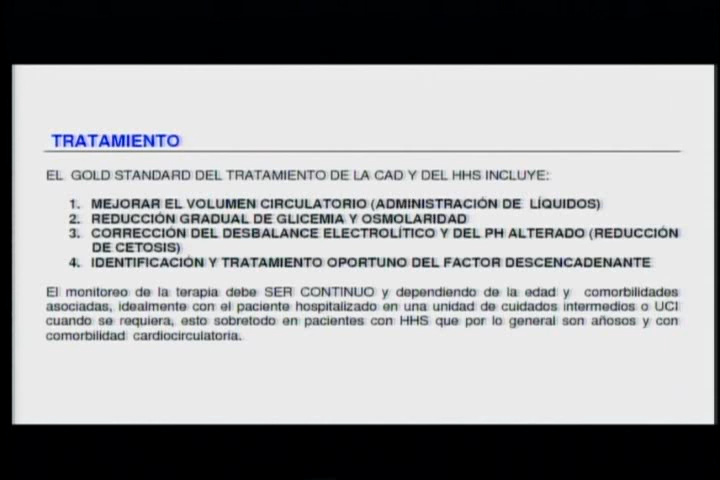 TRATAMIENTO
EL GOLD STANDARD DEL TRATAMIENTO DE LA CAD Y DEL HHS INCLUYE:
1. MEJORAR EL VOLUMEN CIRCULATORIO (ADMINISTRACIÓN DE LÍQUIDOS)
2. REDUCCIÓN GRADUAL DE GLICEMIA Y OSMOLARIDAD
3. CORRECCIÓN DEL DESBALANCE ELECTROLÍTICO Y DEL PH ALTERADO (REDUCCIÓN
DE CETOSIS)
4. IDENTIFICACIÓN Y TRATAMIENTO OPORTUNO DEL FACTOR DESCENCADENANTE
El monitoreo de la terapia debe SER CONTINUO y dependiendo de la edad y comorbilidades
asociadas, idealmente con el paciente hospitalizado en una unidad de cuidados intermedios o UCI
cuando se requiera, esto sobretodo en pacientes con HHS que por lo general son añosos y con
comorbilidad cardiocirculatoria.